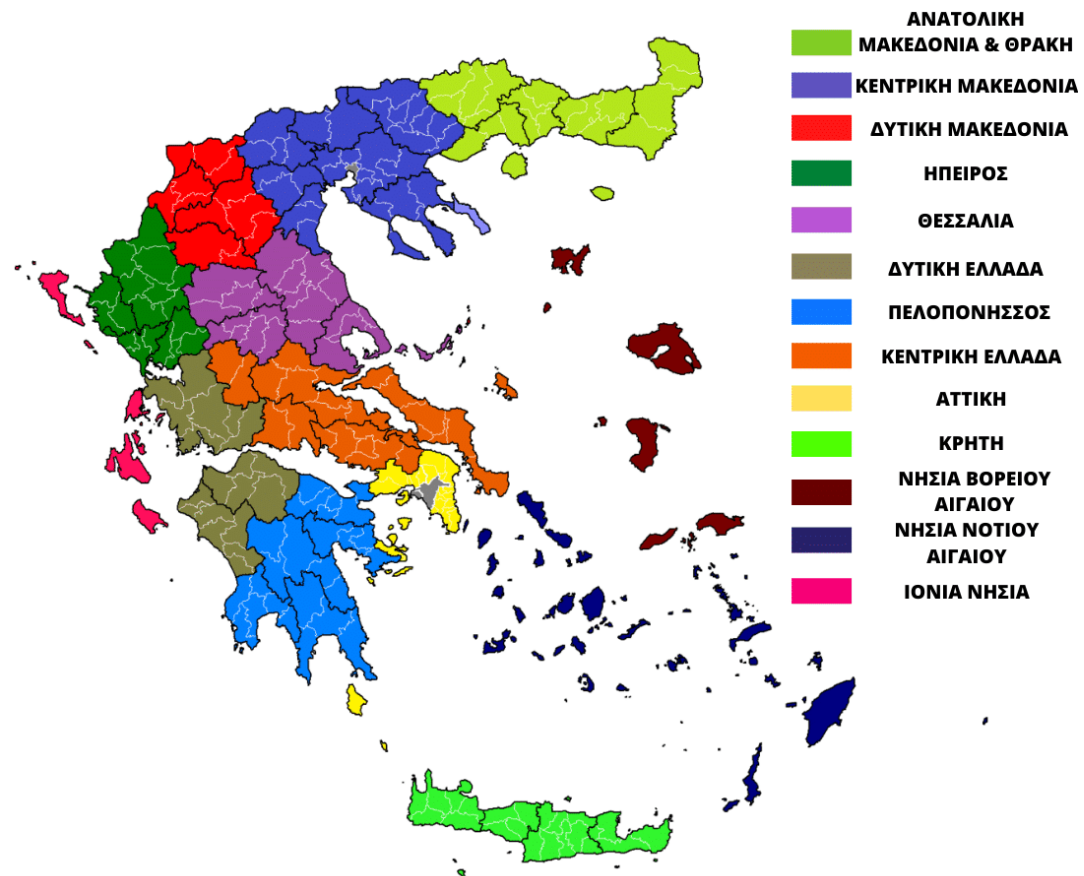 ΑΝΑΤΟΛΙΚΗ
ΜΑΚΕΔΟΝΙΑ & ΘΡΑΚΗ
ΚΕΝΤΡΙΚΗ ΜΑΚΕΔΟΝΙΑ
ΔΥΤΙΚΗ ΜΑΚΕΔΟΝΙΑ
ΗΠΕΙΡΟΣ
ΘΕΣΣΑΛΙΑ
ΔΥΤΙΚΗ ΕΛΛΑΔΑ
ΠΕΛΟΠΟΝΗΣΣΟΣ
ΚΕΝΤΡΙΚΗ ΕΛΛΑΔΑ
ΑΤΤΙΚΗ
ΚΡΗΤΗ
ΝΗΣΙΑ ΒΟΡΕΙΟΥ
ΑΙΓΑΙΟΥ
ΝΗΣΙΑ ΝΟΤΙΟΥ
ΑΙΓΑΙΟΥ
ΙΟΝΙΑ ΝΗΣΙΑ